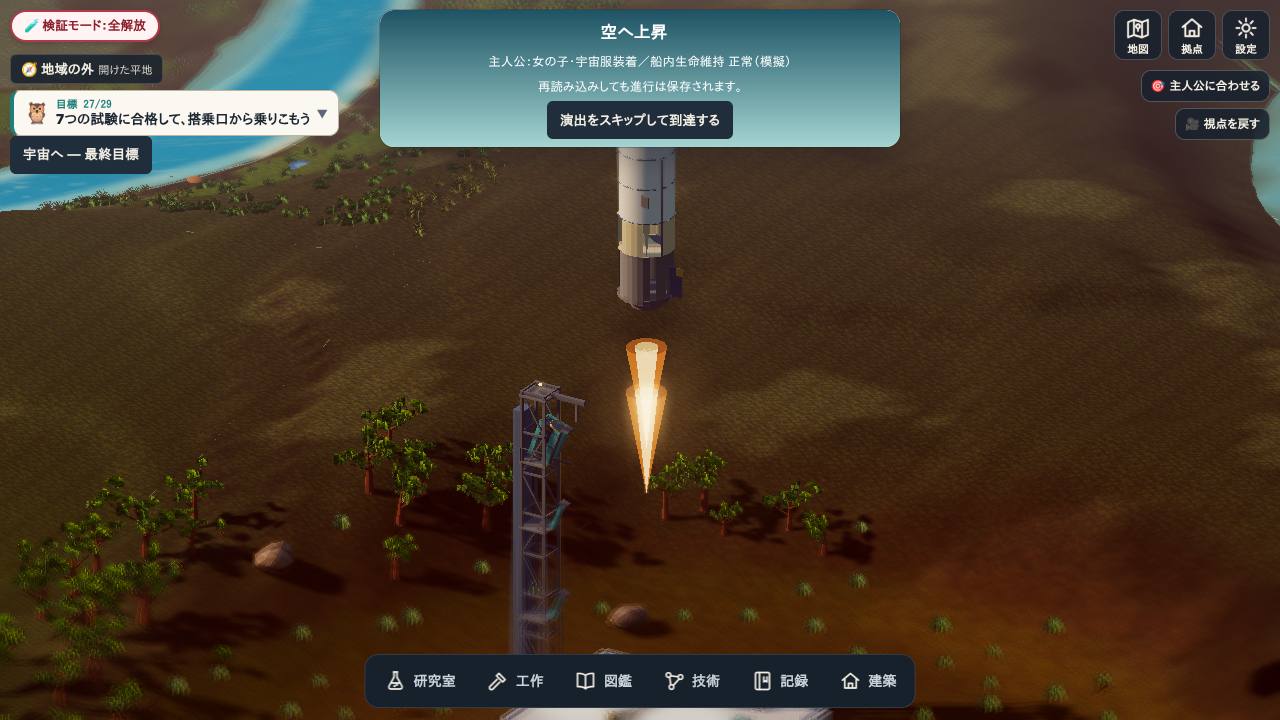 検証モード:全解放
地域の外 開けた平地
目標 27/29
7つの試験に合格して、搭乗口から乗りこもう
宇宙へ — 最終目標
空へ上昇
主人公:女の子・宇宙服装着／船内生命維持 正常(模擬)
再読み込みしても進行は保存されます。
演出をスキップして到達する
地図
拠点
設定
主人公に合わせる
視点を戻す
研究室
工作
図鑑
技術
記録
建築